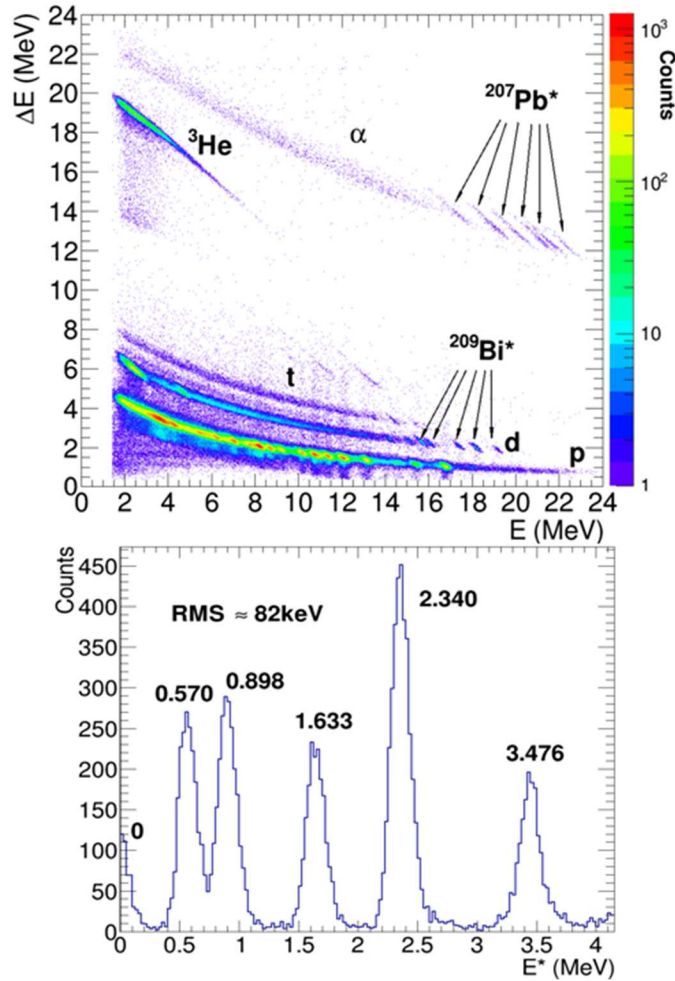 ΔE (MeV)
24
22
20
18
16
14
12
10
8
6
4
2
0
³He
α
²⁰⁷Pb*
t
²⁰⁹Bi*
d
p
0 2 4 6 8 10 12 14 16 18 20 22 24
E (MeV)
Counts
10³
10²
10
1
Counts
450
400
350
300
250
200
150
100
50
0
RMS ≈ 82keV
0
0.570
0.898
1.633
2.340
3.476
0 0.5 1 1.5 2 2.5 3 3.5 4
E* (MeV)